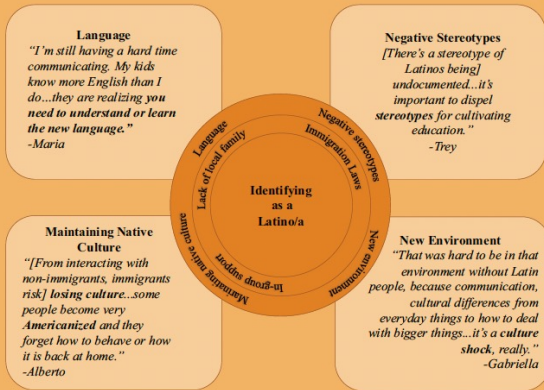 Language
“I’m still having a hard time
communicating. My kids
know more English than I
do...they are realizing you
need to understand or learn
the new language.”
-Maria
Negative Stereotypes
[There’s a stereotype of
Latinos being]
undocumented...it’s
important to dispel
stereotypes for cultivating
education.”
-Trey
Language
Negative stereotypes
Lack of local family
Immigration Laws
Identifying
as a
Latino/a
In-group support
Marinating native culture
New environment
Maintaining Native
Culture
“[From interacting with
non-immigrants, immigrants
risk] losing culture...some
people become very
Americanized and they
forget how to behave or how
it is back at home.”
-Alberto
New Environment
“That was hard to be in that
environment without Latin
people, because communication,
cultural differences from
everyday things to how to deal
with bigger things...it’s a culture
shock, really.”
-Gabriella